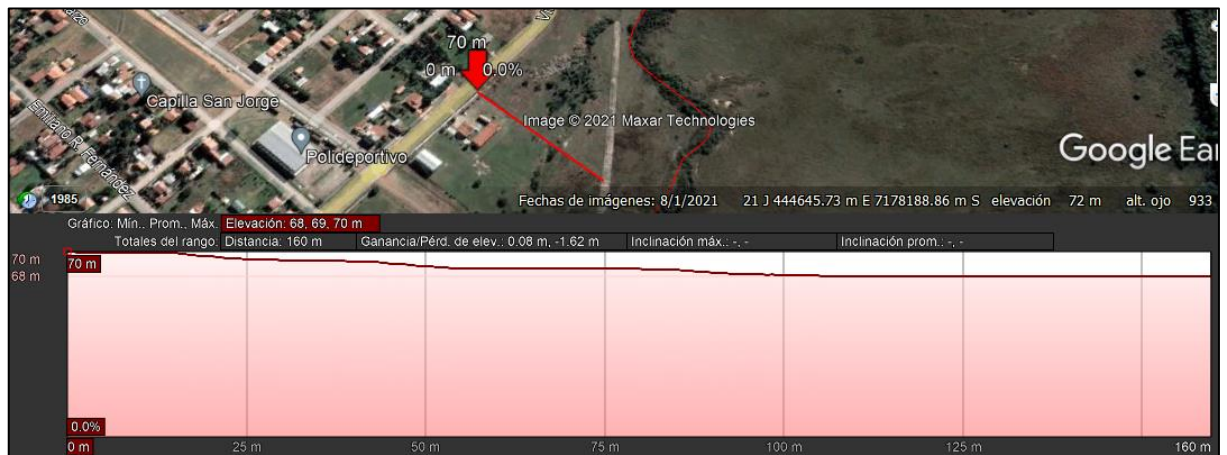 70 m
0 m 0.0%
Capilla San Jorge
Emiliano R. Fernández
Polideportivo
Image © 2021 Maxar Technologies
Google Ear
1985
Fechas de imágenes: 8/1/2021 21 J 444645.73 m E 7178188.86 m S elevación 72 m alt. ojo 933
Gráfico: Mín., Prom., Máx. Elevación: 68, 69, 70 m
Totales del rango: Distancia: 160 m Ganancia/Pérd. de elev.: 0.08 m, -1.62 m Inclinación máx.: -, - Inclinación prom.: -, -
70 m
70 m
68 m
0.0%
0 m 25 m 50 m 75 m 100 m 125 m 160 m